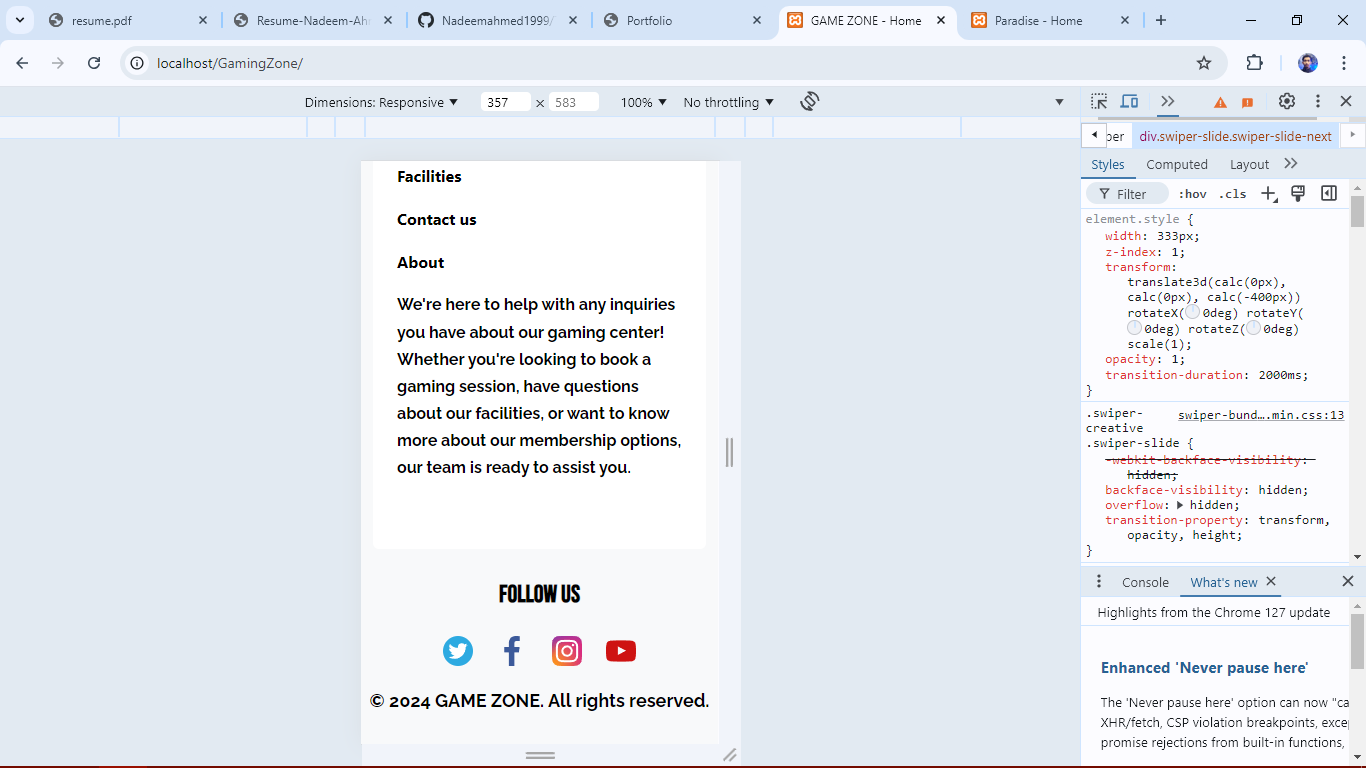 resume.pdf
Resume-Nadeem-Ah
Nadeemahmed1999/
Portfolio
GAME ZONE - Home
Paradise - Home
localhost/GamingZone/
Dimensions: Responsive
357 × 583
100%
No throttling
per
div.swiper-slide.swiper-slide-next
Styles
Computed
Layout
Filter
:hov
.cls
element.style {
width: 333px;
z-index: 1;
transform:
translate3d(calc(0px),
calc(0px), calc(-400px))
rotateX( 0deg) rotateY(
0deg) rotateZ( 0deg)
scale(1);
opacity: 1;
transition-duration: 2000ms;
}
.swiper- swiper-bund….min.css:13
creative
.swiper-slide {
-webkit-backface-visibility:
hidden;
backface-visibility: hidden;
overflow: hidden;
transition-property: transform,
opacity, height;
}
Console
What's new
Highlights from the Chrome 127 update
Enhanced 'Never pause here'
The 'Never pause here' option can now "ca
XHR/fetch, CSP violation breakpoints, exce
promise rejections from built-in functions,
Facilities
Contact us
About
We're here to help with any inquiries
you have about our gaming center!
Whether you're looking to book a
gaming session, have questions
about our facilities, or want to know
more about our membership options,
our team is ready to assist you.
FOLLOW US
© 2024 GAME ZONE. All rights reserved.